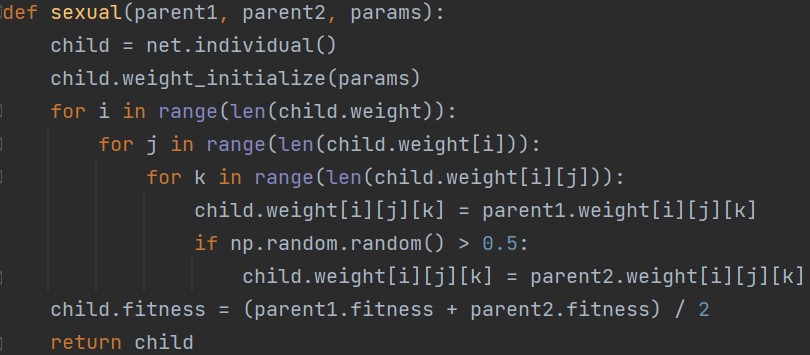 def sexual(parent1, parent2, params):
    child = net.individual()
    child.weight_initialize(params)
    for i in range(len(child.weight)):
        for j in range(len(child.weight[i])):
            for k in range(len(child.weight[i][j])):
                child.weight[i][j][k] = parent1.weight[i][j][k]
                if np.random.random() > 0.5:
                    child.weight[i][j][k] = parent2.weight[i][j][k]
    child.fitness = (parent1.fitness + parent2.fitness) / 2
    return child